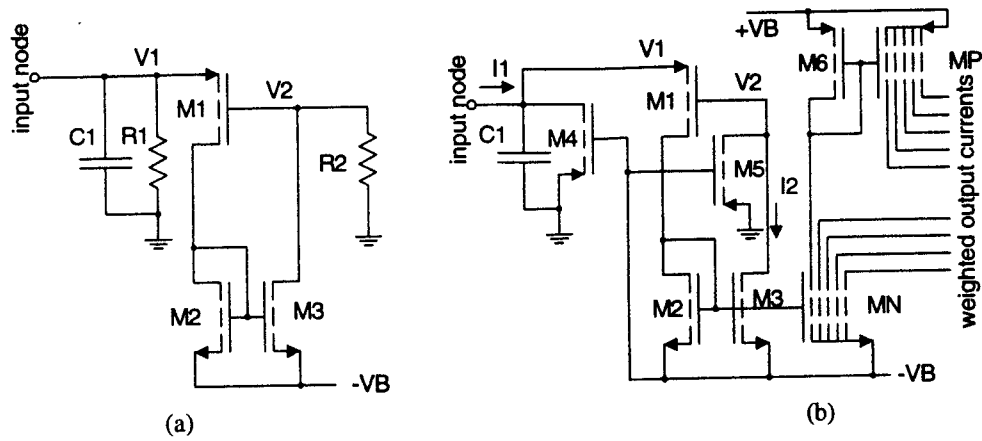 input node
V1
M1
V2
C1
R1
R2
M2
M3
-VB
(a)
input node
I1
V1
M1
V2
C1
M4
M5
I2
M2
M3
-VB
+VB
M6
MP
MN
weighted output currents
(b)